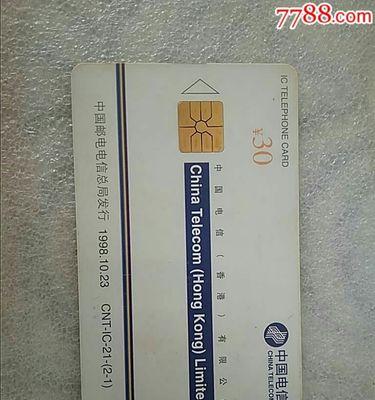 7788.com
IC TELEPHONE CARD
¥30
中国电信
CHINA TELECOM
中国电信(香港)有限公
China Telecom (Hong Kong) Limite
中国邮电电信总局发行 1998.10.23 CNT-IC-21-(2-1)